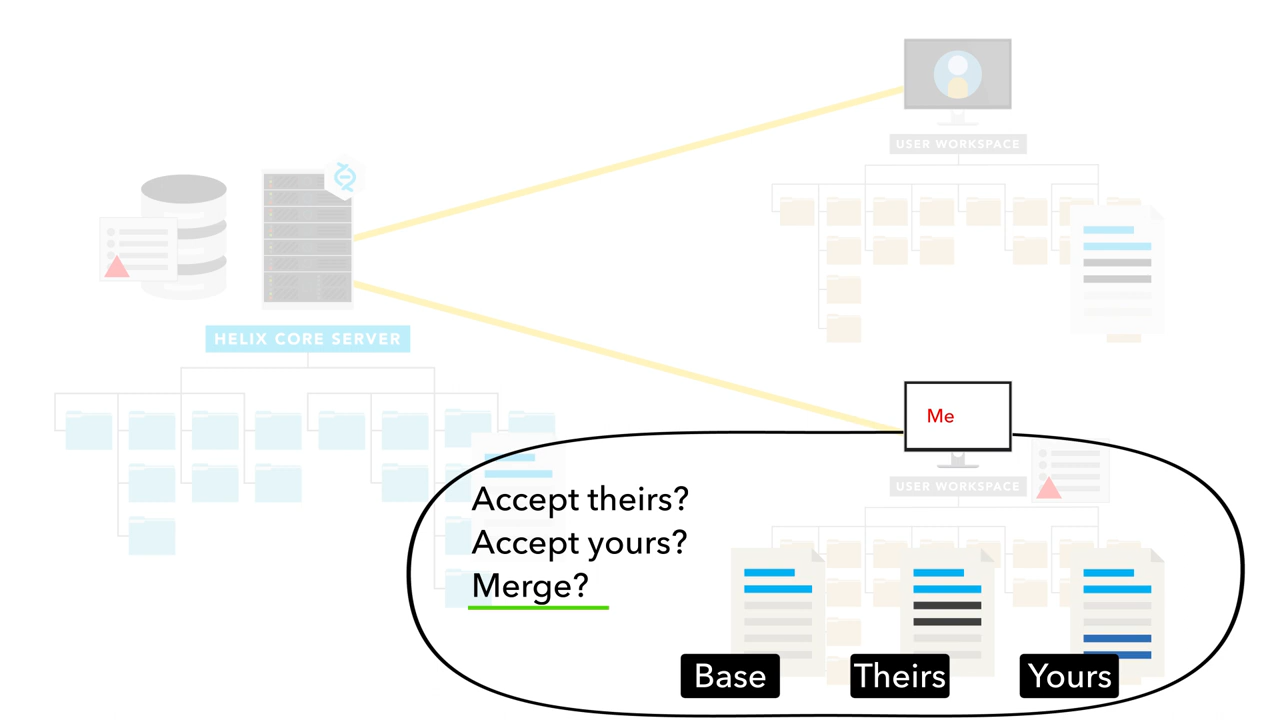 USER WORKSPACE
HELIX CORE SERVER
Me
USER WORKSPACE
Accept theirs?
Accept yours?
Merge?
Base
Theirs
Yours